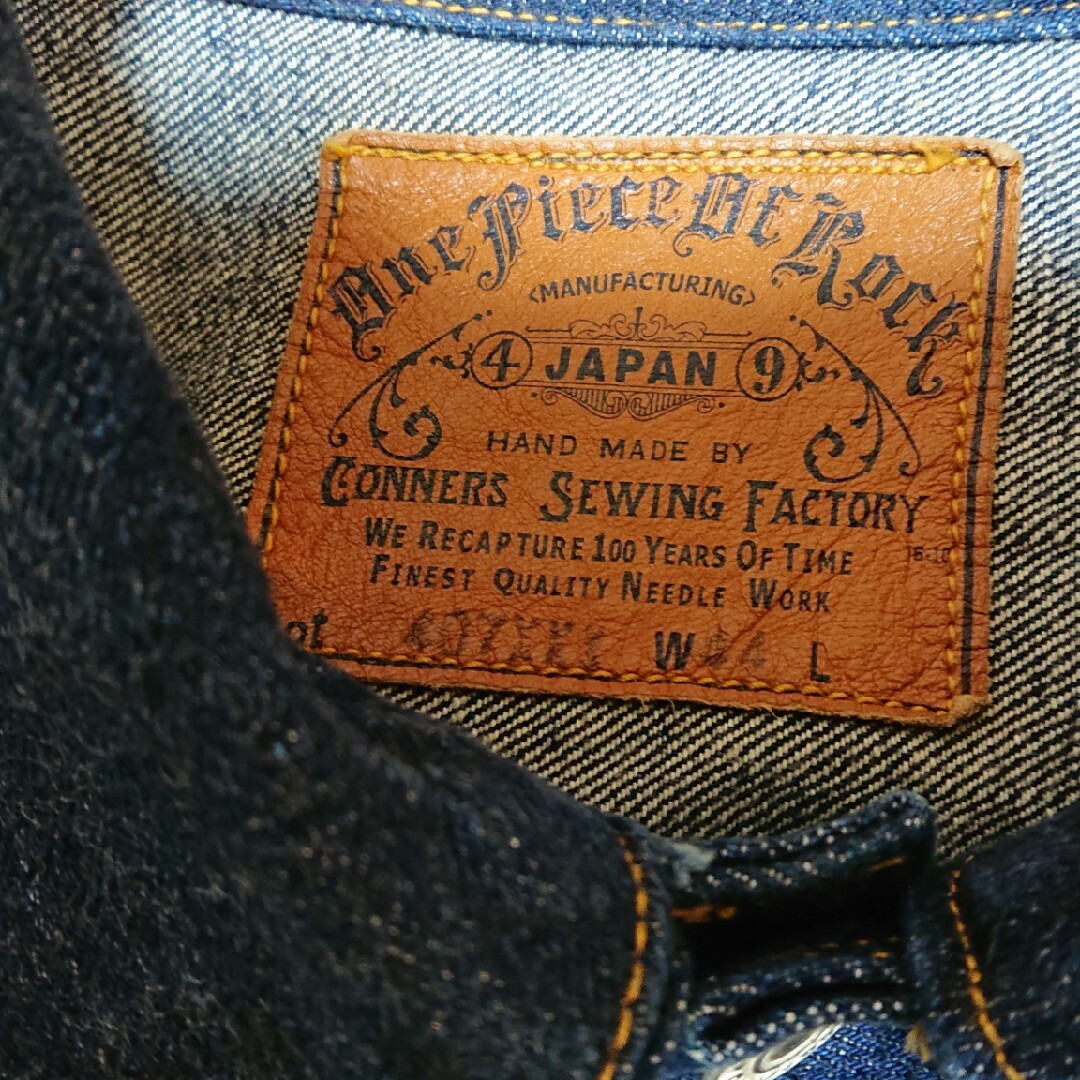 One Piece Of Rock
<MANUFACTURING>
4 JAPAN 9
HAND MADE BY
CONNERS SEWING FACTORY
WE RECAPTURE 100 YEARS OF TIME
FINEST QUALITY NEEDLE WORK
W L